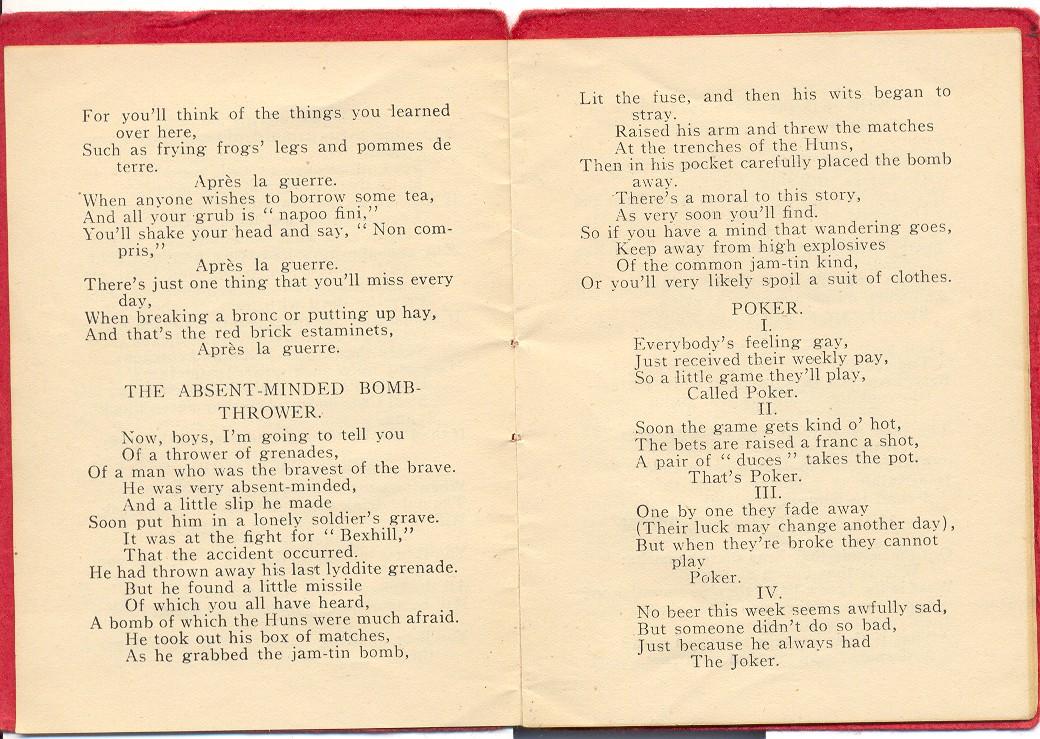 For you'll think of the things you learned
over here,
Such as frying frogs' legs and pommes de
terre.
Après la guerre.
When anyone wishes to borrow some tea,
And all your grub is “ napoo fini,”
You'll shake your head and say, “ Non com-
pris,”
Après la guerre.
There's just one thing that you'll miss every
day,
When breaking a bronc or putting up hay,
And that's the red brick estaminets,
Après la guerre.
THE ABSENT-MINDED BOMB-
THROWER.
Now, boys, I'm going to tell you
Of a thrower of grenades,
Of a man who was the bravest of the brave.
He was very absent-minded,
And a little slip he made
Soon put him in a lonely soldier's grave.
It was at the fight for “ Bexhill,”
That the accident occurred.
He had thrown away his last lyddite grenade.
But he found a little missile
Of which you all have heard,
A bomb of which the Huns were much afraid.
He took out his box of matches,
As he grabbed the jam-tin bomb,
Lit the fuse, and then his wits began to
stray.
Raised his arm and threw the matches
At the trenches of the Huns,
Then in his pocket carefully placed the bomb
away.
There's a moral to this story,
As very soon you'll find.
So if you have a mind that wandering goes,
Keep away from high explosives
Of the common jam-tin kind,
Or you'll very likely spoil a suit of clothes.
POKER.
I.
Everybody's feeling gay,
Just received their weekly pay,
So a little game they'll play,
Called Poker.
II.
Soon the game gets kind o' hot,
The bets are raised a franc a shot,
A pair of “ duces ” takes the pot.
That's Poker.
III.
One by one they fade away
(Their luck may change another day),
But when they're broke they cannot
play
Poker.
IV.
No beer this week seems awfully sad,
But someone didn't do so bad,
Just because he always had
The Joker.